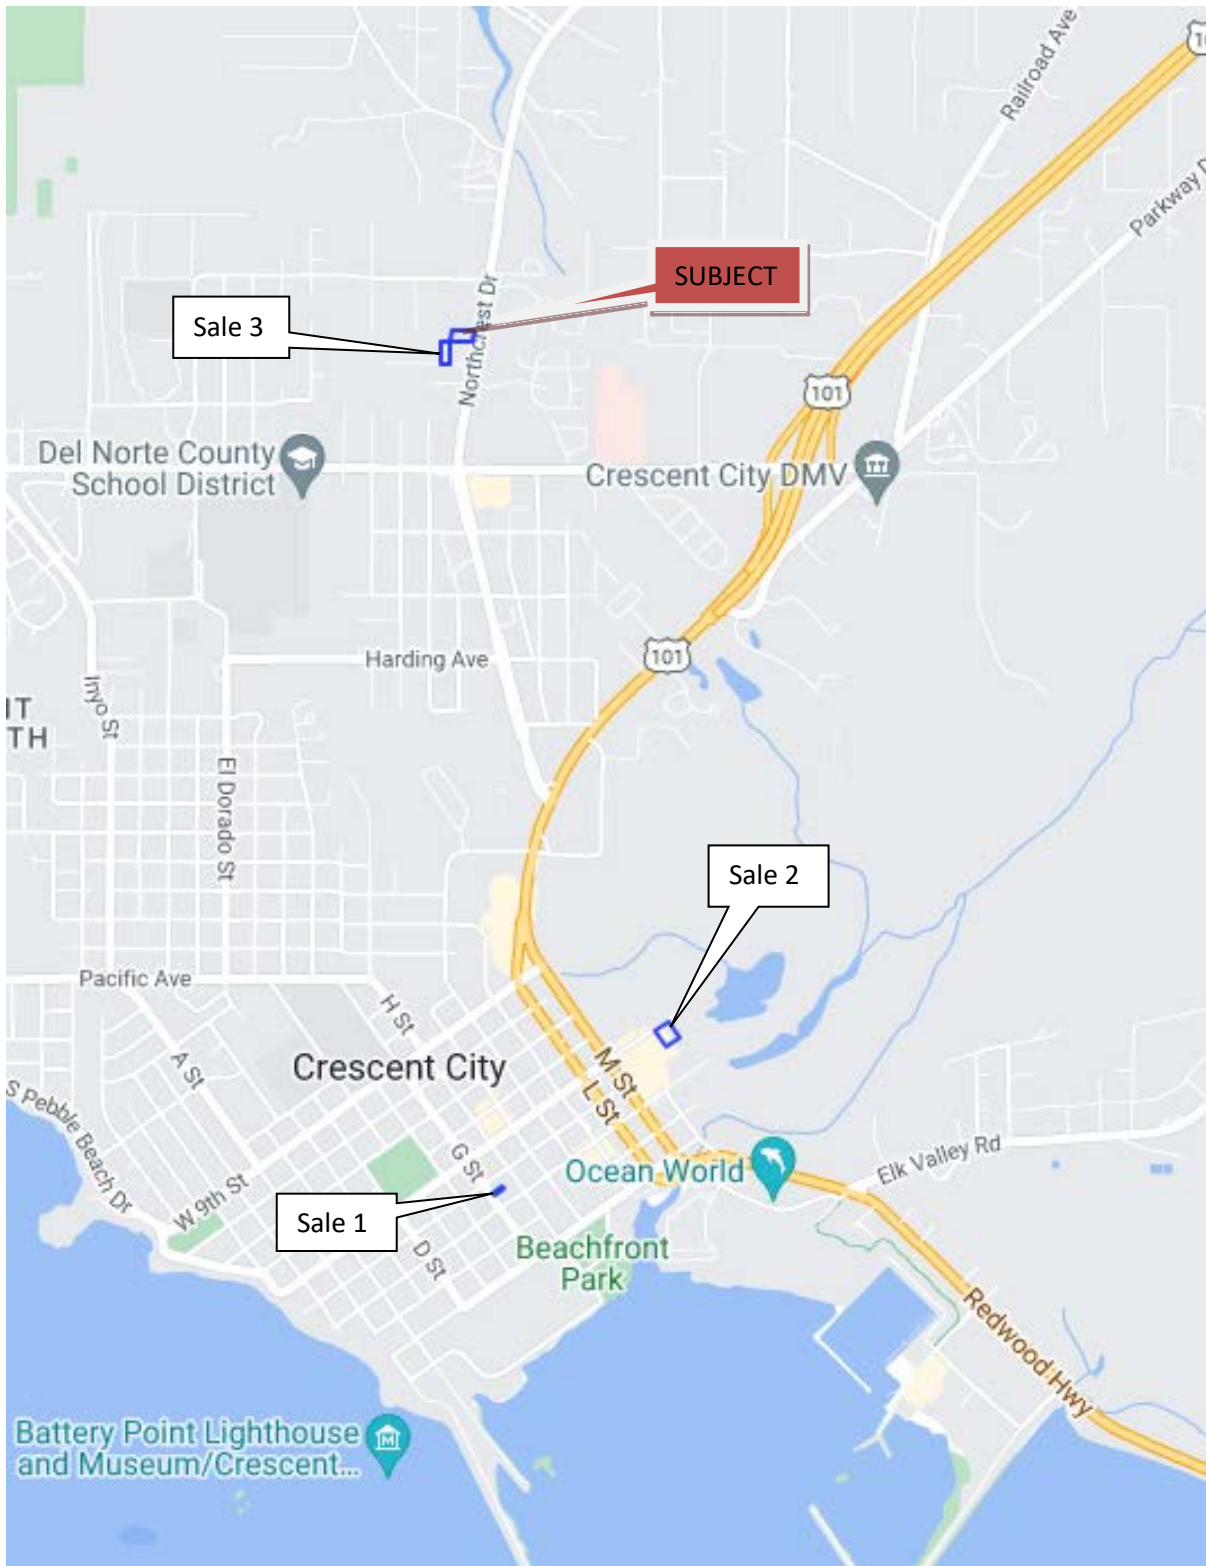 10
Railroad Ave
Parkway D
SUBJECT
Sale 3
Northcrest Dr
101
Del Norte County
School District
Crescent City DMV
Harding Ave
101
Inyo St
IT
TH
El Dorado St
Sale 2
Pacific Ave
H St
A St
Crescent City
M St
L St
S Pebble Beach Dr
G St
Ocean World
Elk Valley Rd
W 9th St
Sale 1
D St
Beachfront
Park
Redwood Hwy
Battery Point Lighthouse
and Museum/Crescent...